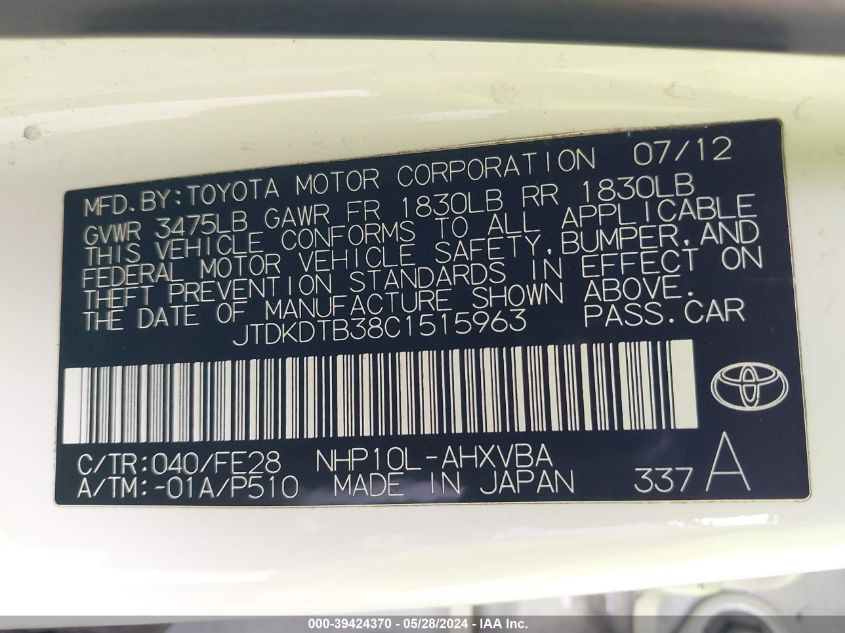 MFD. BY: TOYOTA MOTOR CORPORATION 07/12
GVWR 3475LB GAWR FR 1830LB RR 1830LB
THIS VEHICLE CONFORMS TO ALL APPLICABLE
FEDERAL MOTOR VEHICLE SAFETY, BUMPER, AND
THEFT PREVENTION STANDARDS IN EFFECT ON
THE DATE OF MANUFACTURE SHOWN ABOVE.
JTDKDTB38C1515963 PASS. CAR
C/TR: 040/FE28 NHP10L-AHXVBA
A/TM: -01A/P510 MADE IN JAPAN 337 A
000-39424370 - 05/28/2024 - IAA, Inc.